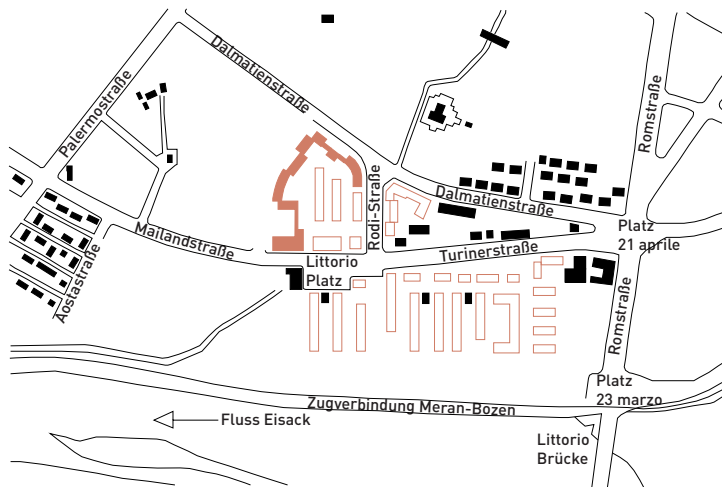 Dalmatienstraße
Palermostraße
Romstraße
Rodi-Straße
Dalmatienstraße
Mailandstraße
Platz
21 aprile
Turinerstraße
Littorio
Platz
Aostastraße
Romstraße
Platz
23 marzo
Zugverbindung Meran-Bozen
Fluss Eisack
Littorio
Brücke